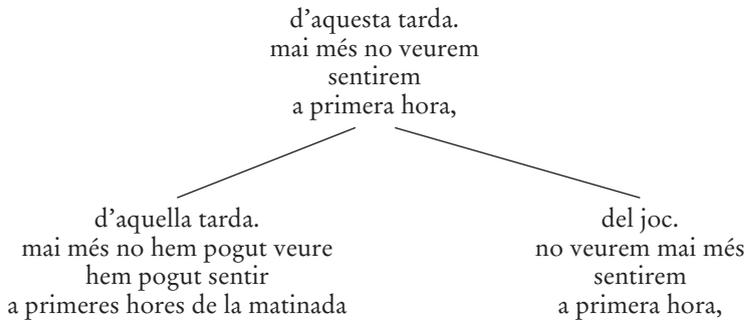 d’aquesta tarda.
mai més no veurem
sentirem
a primera hora,
d’aquella tarda.
mai més no hem pogut veure
hem pogut sentir
a primeres hores de la matinada
del joc.
no veurem mai més
sentirem
a primera hora,